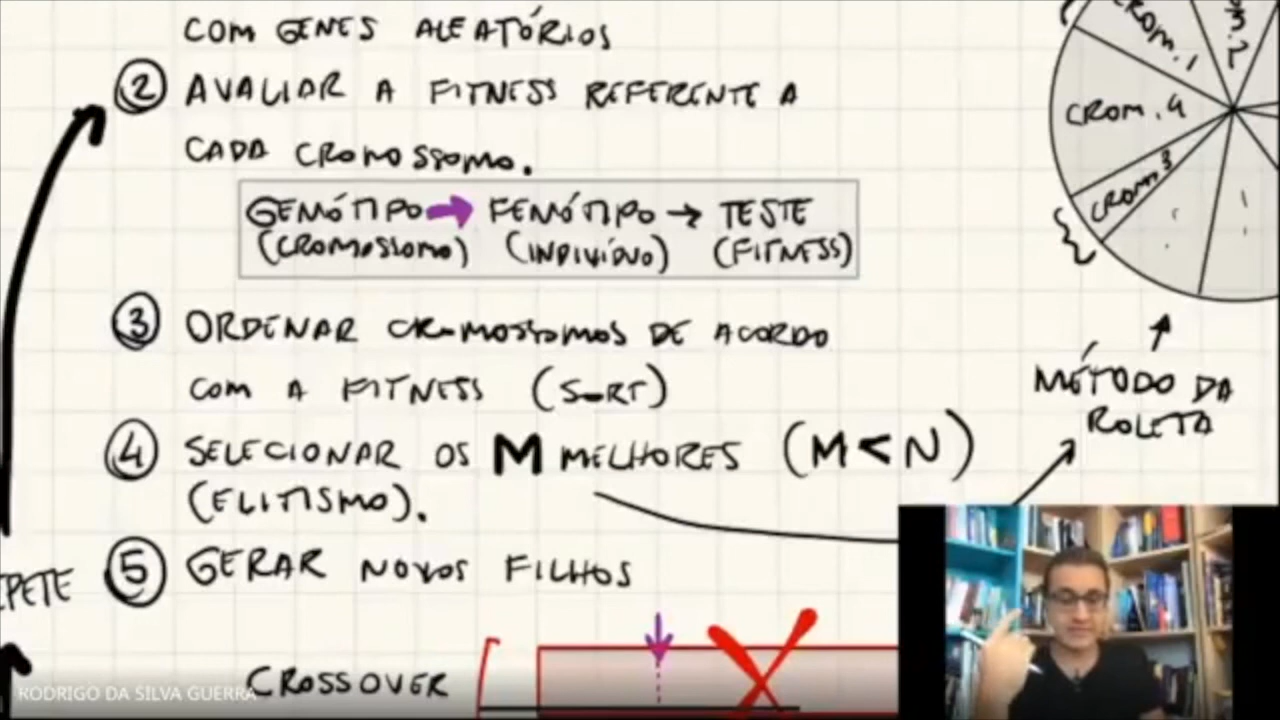 COM GENES ALEATÓRIOS
② AVALIAR A FITNESS REFERENTE A
CADA CROMOSSOMO.
GENÓTIPO → FENÓTIPO → TESTE
(CROMOSSOMO) (INDIVÍDUO) (FITNESS)
③ ORDENAR CROMOSSOMOS DE ACORDO
COM A FITNESS (SORT)
④ SELECIONAR OS M MELHORES (M < N)
(ELITISMO).
⑤ GERAR NOVOS FILHOS
EPETE
CROSSOVER
RODRIGO DA SILVA GUERRA
CROM. 1
CROM. 4
CROM. 3
MÉTODO DA
ROLETA